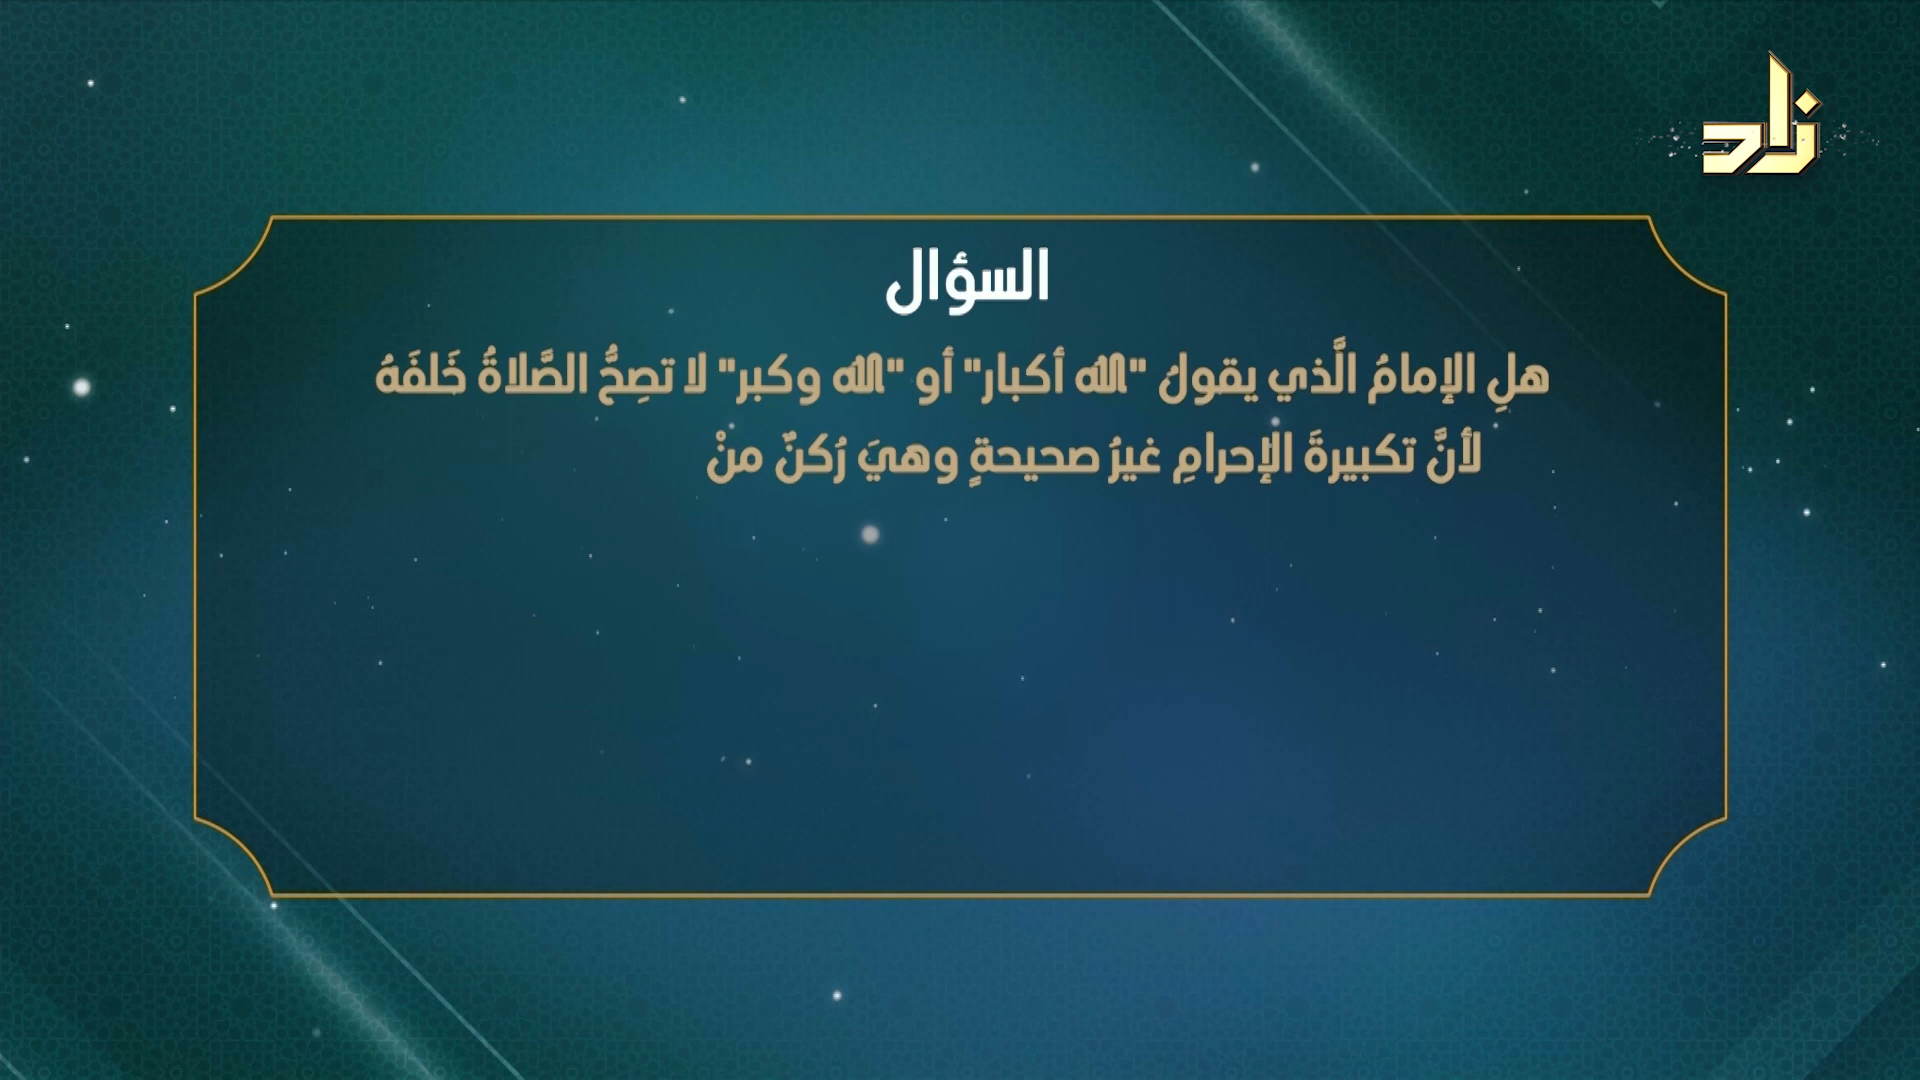 زاد
السؤال
هلِ الإمامُ الَّذي يقولُ "الله أكبار" أو "الله وكبر" لا تصِحُّ الصَّلاةُ خَلفَهُ
لأنَّ تكبيرةَ الإحرامِ غيرُ صحيحةٍ وهيَ رُكنٌ منْ